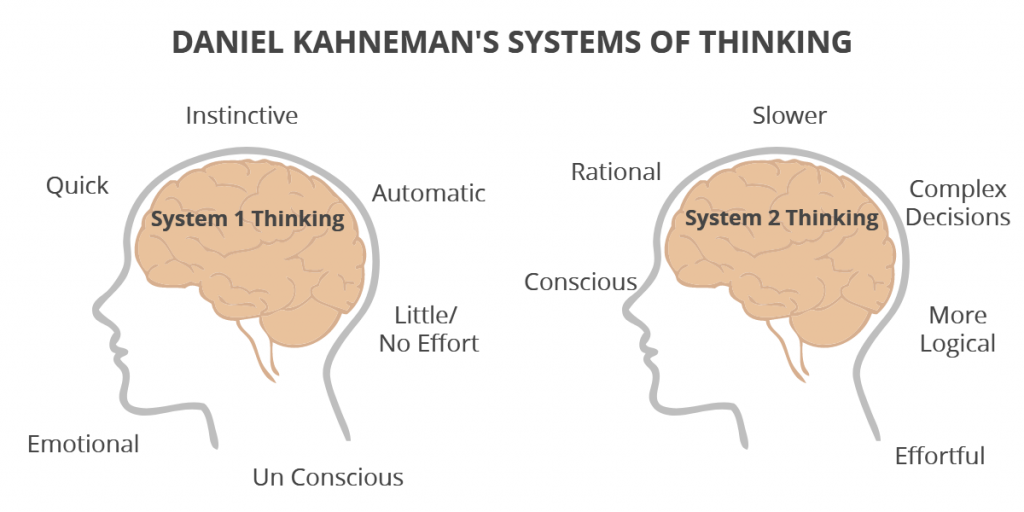 DANIEL KAHNEMAN'S SYSTEMS OF THINKING
Instinctive
Quick
Automatic
System 1 Thinking
Little/
No Effort
Emotional
Un Conscious
Slower
Rational
Complex
Decisions
System 2 Thinking
Conscious
More
Logical
Effortful